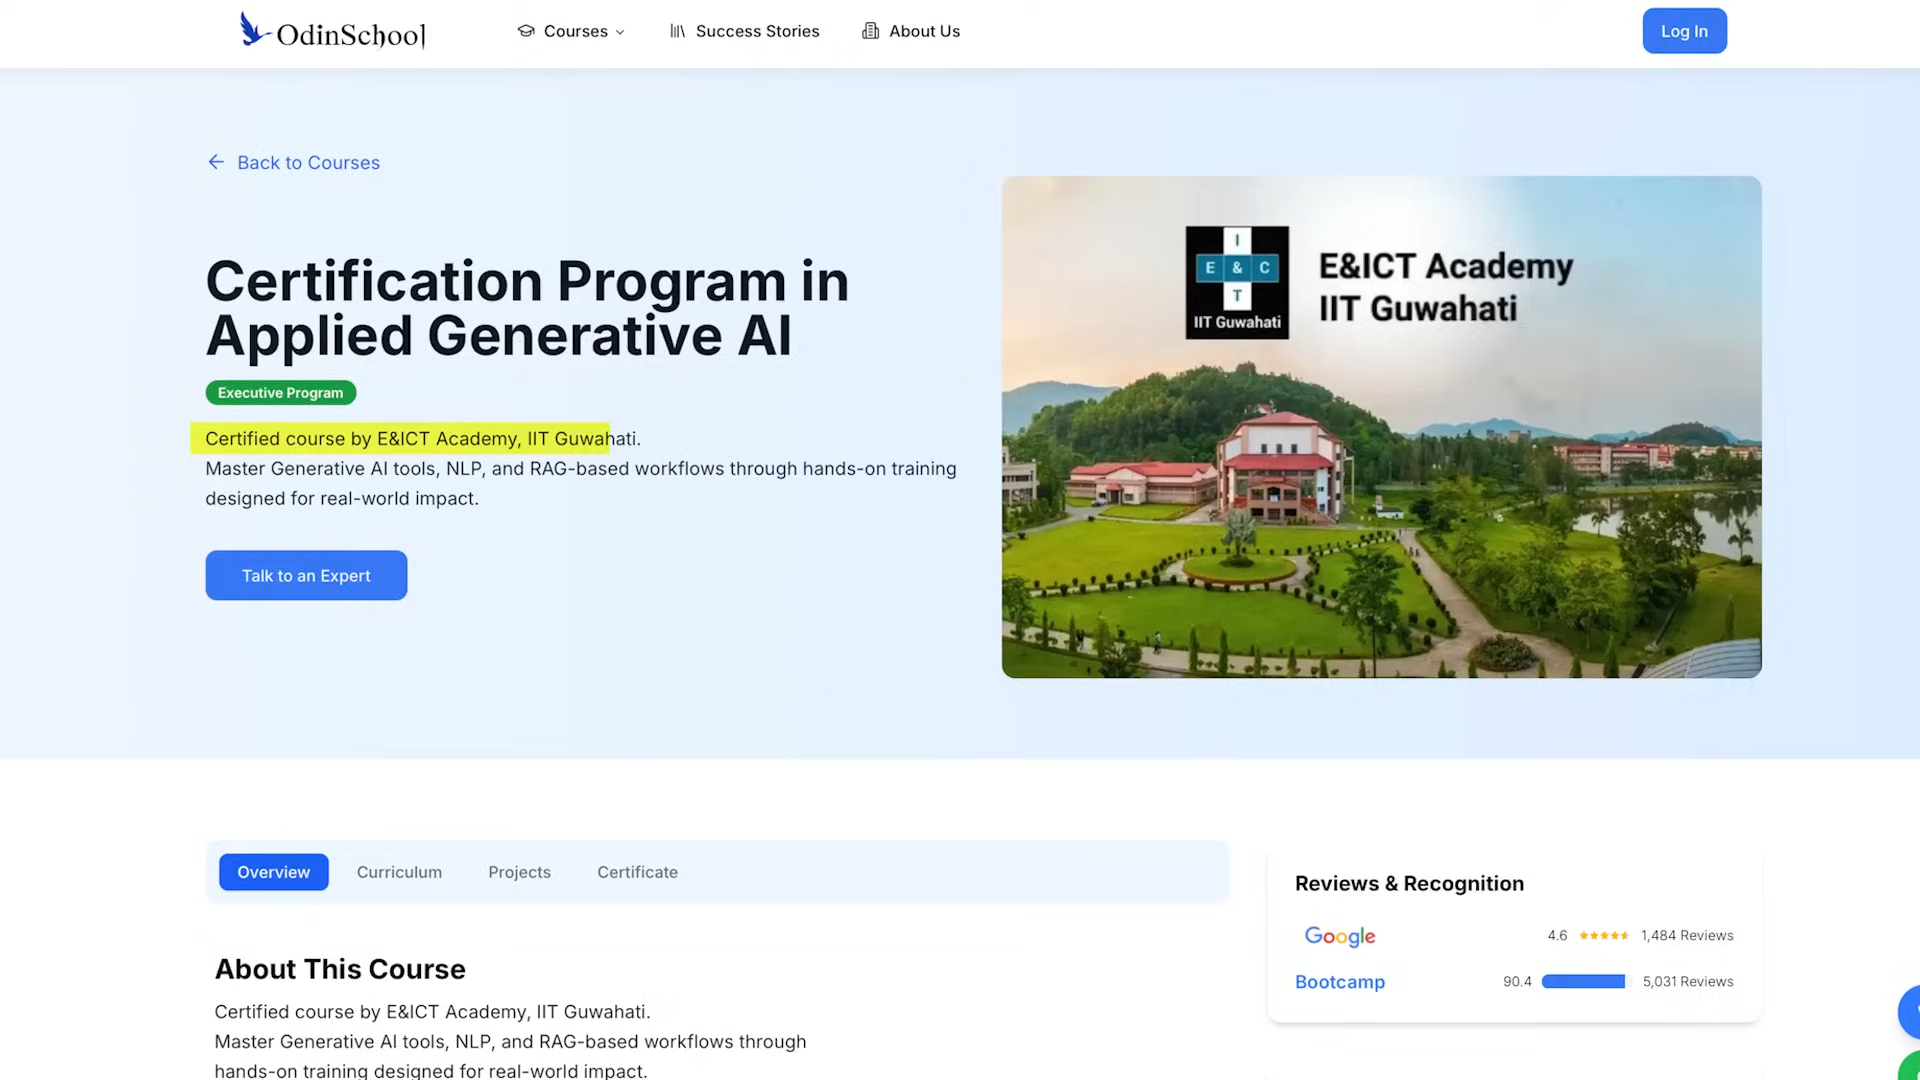 OdinSchool
Courses
Success Stories
About Us
Log In
Back to Courses
Certification Program in
Applied Generative AI
Executive Program
Certified course by E&ICT Academy, IIT Guwahati.
Master Generative AI tools, NLP, and RAG-based workflows through hands-on training
designed for real-world impact.
Talk to an Expert
I
E & C
T
IIT Guwahati
E&ICT Academy
IIT Guwahati
Overview
Curriculum
Projects
Certificate
About This Course
Certified course by E&ICT Academy, IIT Guwahati.
Master Generative AI tools, NLP, and RAG-based workflows through
hands-on training designed for real-world impact.
Reviews & Recognition
Google 4.6 1,484 Reviews
Bootcamp 90.4 5,031 Reviews